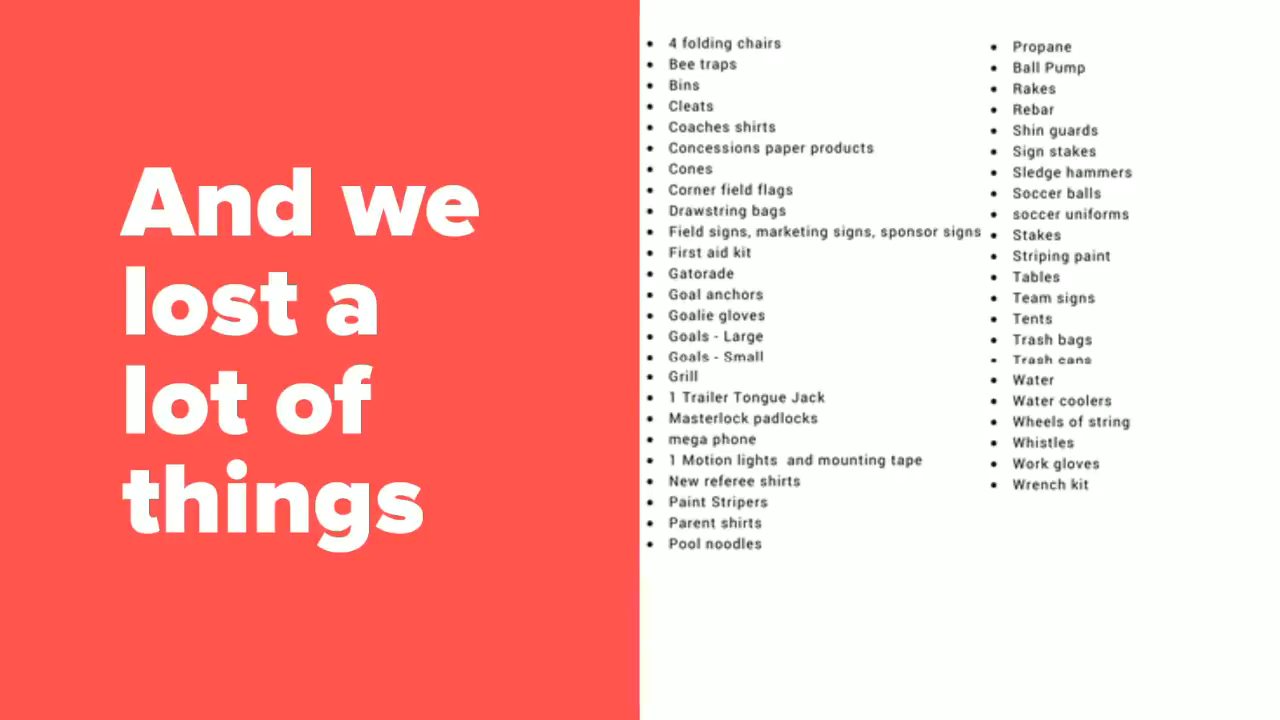 And we
lost a
lot of
things
• 4 folding chairs
• Bee traps
• Bins
• Cleats
• Coaches shirts
• Concessions paper products
• Cones
• Corner field flags
• Drawstring bags
• Field signs, marketing signs, sponsor signs
• First aid kit
• Gatorade
• Goal anchors
• Goalie gloves
• Goals - Large
• Goals - Small
• Grill
• 1 Trailer Tongue Jack
• Masterlock padlocks
• mega phone
• 1 Motion lights  and mounting tape
• New referee shirts
• Paint Stripers
• Parent shirts
• Pool noodles
• Propane
• Ball Pump
• Rakes
• Rebar
• Shin guards
• Sign stakes
• Sledge hammers
• Soccer balls
• soccer uniforms
• Stakes
• Striping paint
• Tables
• Team signs
• Tents
• Trash bags
• Trash cans
• Water
• Water coolers
• Wheels of string
• Whistles
• Work gloves
• Wrench kit